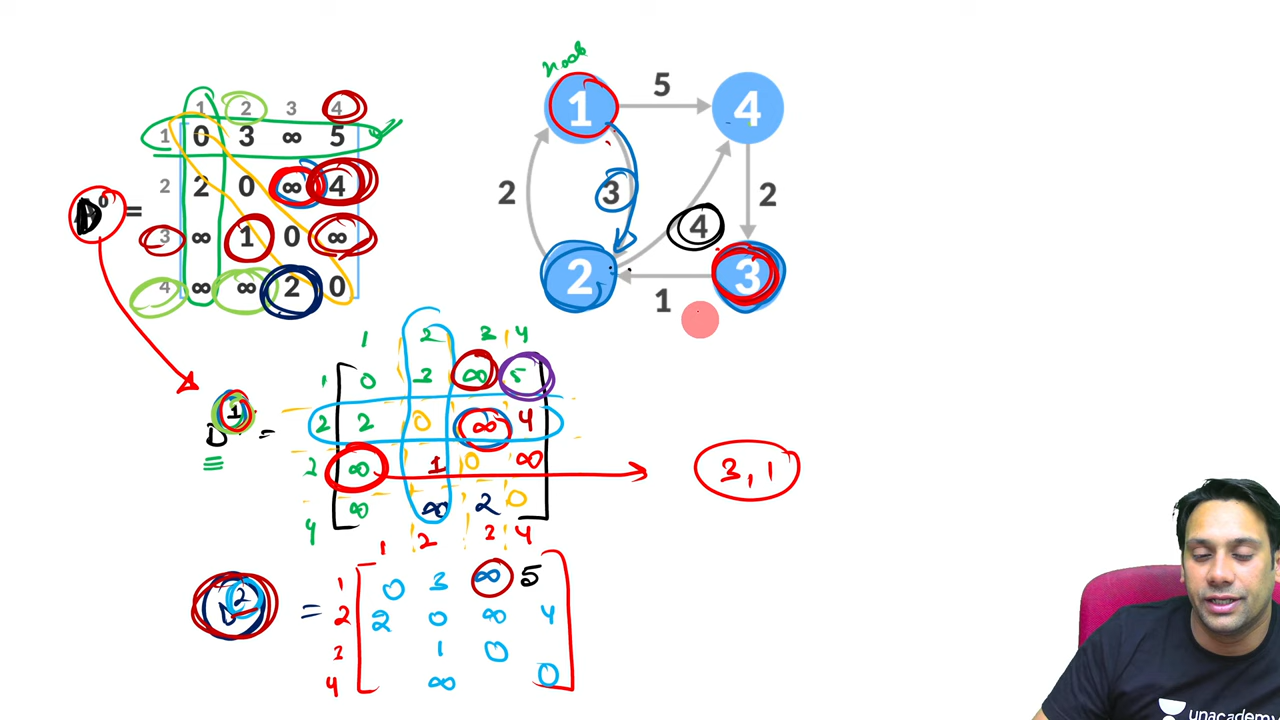 node
1 2 3 4
1 0 3 ∞ 5
2 2 0 ∞ 4
3 ∞ 1 0 ∞
4 ∞ ∞ 2 0
D⁰ =
1 5 4
2 3 4 2
2 1 3
1 2 3 4
1 0 3 ∞ 5
2 2 0 ∞ 4
2 ∞ 1 0 ∞
4 ∞ ∞ 2 0
D¹ =
3, 1
1 2 3 4
1 0 3 ∞ 5
2 2 0 ∞ 4
3 1 0
4 ∞ 0
D² =
unacademy